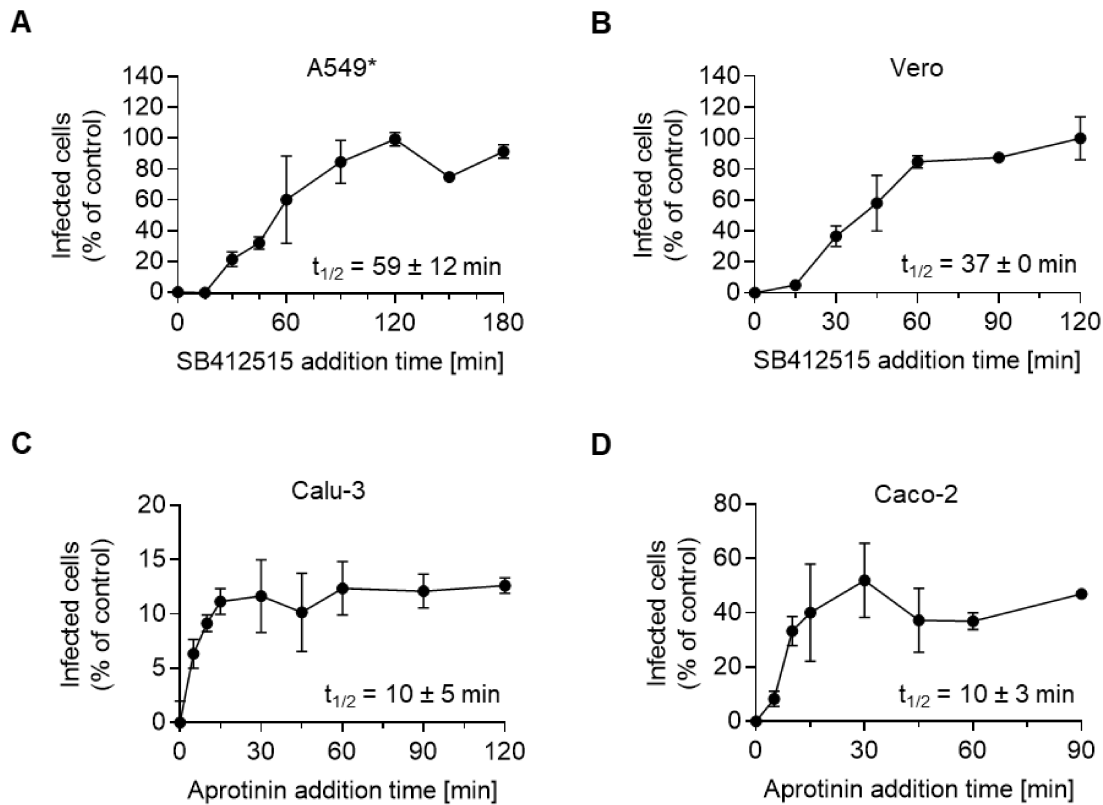 A
A549*
140
120
100
80
60
40
20
0
Infected cells
(% of control)
t1/2 = 59 ± 12 min
0 60 120 180
SB412515 addition time [min]
B
Vero
140
120
100
80
60
40
20
0
Infected cells
(% of control)
t1/2 = 37 ± 0 min
0 30 60 90 120
SB412515 addition time [min]
C
Calu-3
20
15
10
5
0
Infected cells
(% of control)
t1/2 = 10 ± 5 min
0 30 60 90 120
Aprotinin addition time [min]
D
Caco-2
80
60
40
20
0
Infected cells
(% of control)
t1/2 = 10 ± 3 min
0 30 60 90
Aprotinin addition time [min]